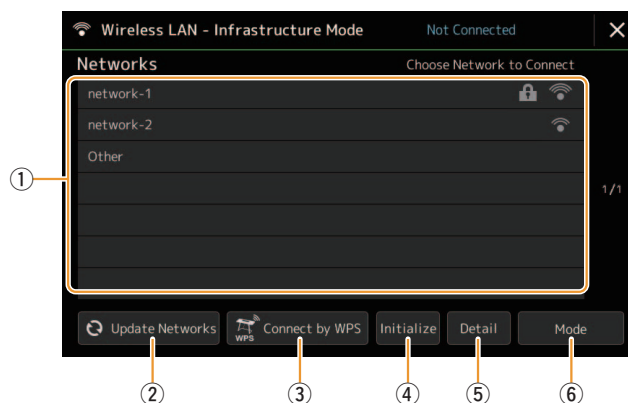 Wireless LAN - Infrastructure Mode Not Connected
Networks Choose Network to Connect
network-1
network-2
Other
①
1/1
Update Networks WPS Connect by WPS Initialize Detail Mode
② ③ ④ ⑤ ⑥